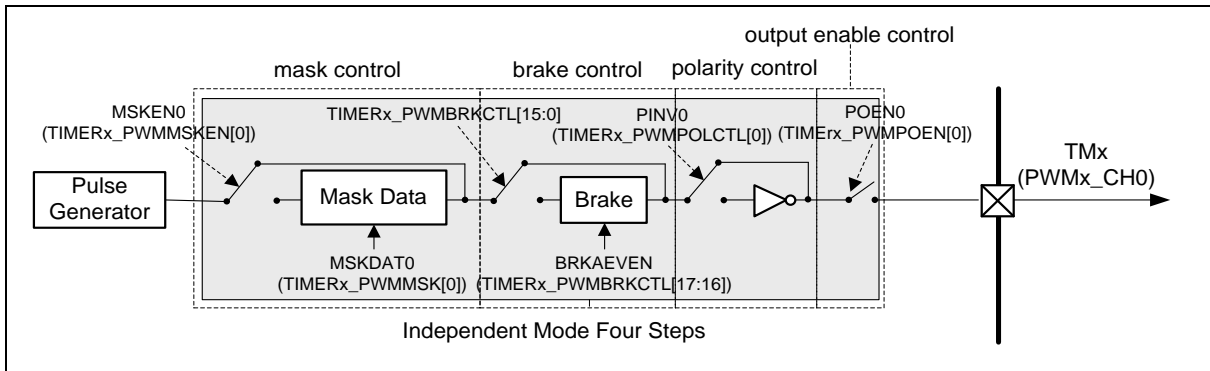 output enable control
mask control
brake control
polarity control
MSKEN0
(TIMERx_PWMMSKEN[0])
TIMERx_PWMBRKCTL[15:0]
PINV0
(TIMERx_PWMPOLCTL[0])
POEN0
(TIMErx_PWMPOEN[0])
TMx
(PWMx_CH0)
Pulse
Generator
Mask Data
Brake
MSKDAT0
(TIMERx_PWMMSK[0])
BRKAEVEN
(TIMERx_PWMBRKCTL[17:16])
Independent Mode Four Steps